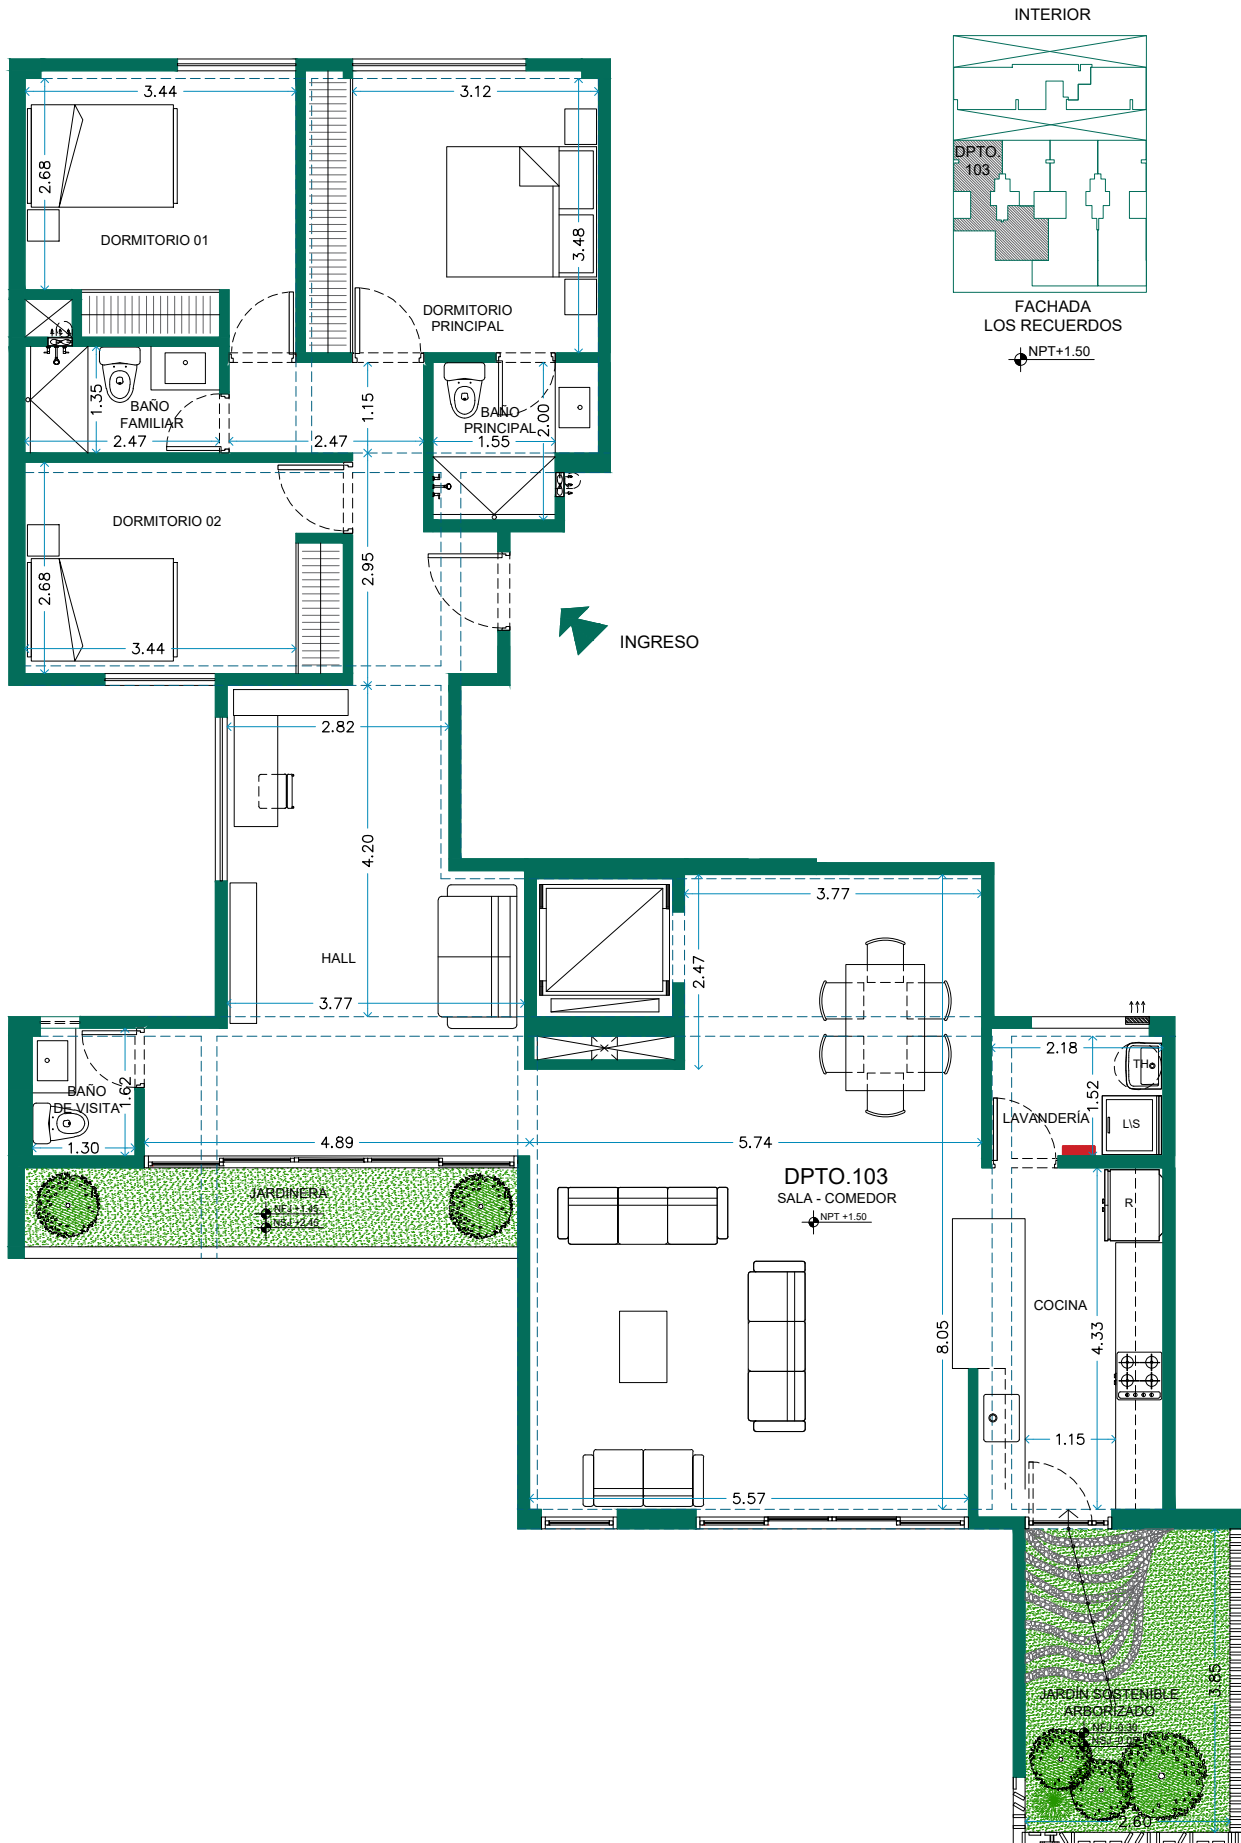 INTERIOR
DPTO.
103
FACHADA
LOS RECUERDOS
NPT+1.50
3.44
3.12
2.68
3.48
DORMITORIO 01
DORMITORIO
PRINCIPAL
1.35
BAÑO
FAMILIAR
2.47
2.47
1.15
BAÑO
PRINCIPAL
1.55
2.00
DORMITORIO 02
2.68
2.95
3.44
INGRESO
2.82
4.20
HALL
3.77
3.77
2.47
BAÑO
DE VISITA
1.62
1.30
4.89
5.74
2.18
TH
1.52
LAVANDERÍA
L\S
DPTO.103
SALA - COMEDOR
NPT +1.50
JARDINERA
R
COCINA
8.05
4.33
1.15
5.57
3.85
JARDÍN SOSTENIBLE
ARBORIZADO
2.60